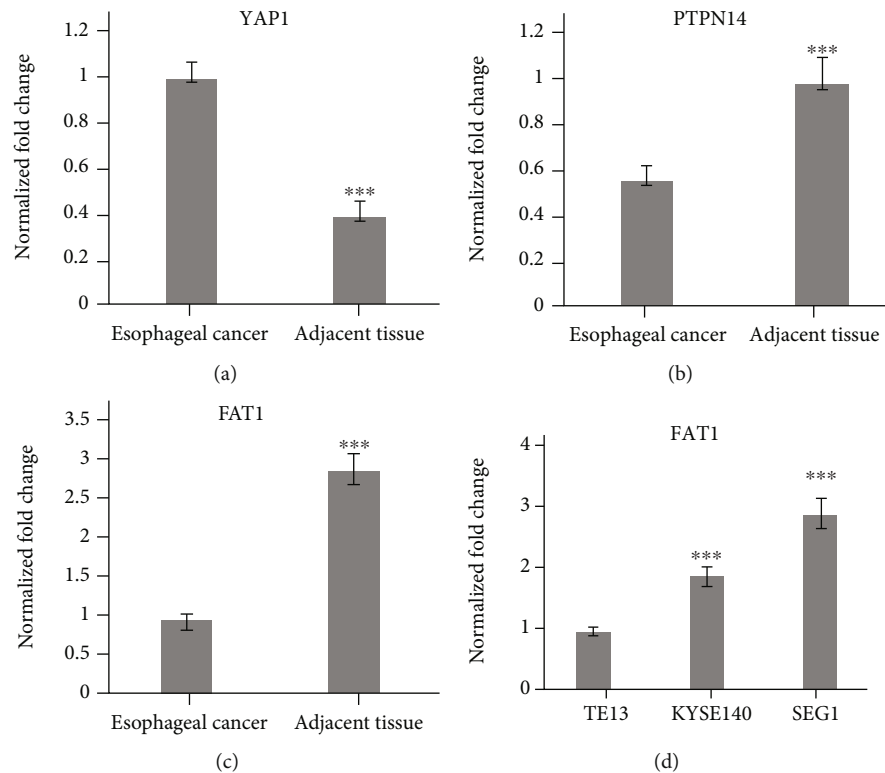 YAP1
Normalized fold change
1.2
1
0.8
0.6
0.4
0.2
0
***
Esophageal cancer Adjacent tissue
(a)
PTPN14
Normalized fold change
1.2
1
0.8
0.6
0.4
0.2
0
***
Esophageal cancer Adjacent tissue
(b)
FAT1
Normalized fold change
3.5
3
2.5
2
1.5
1
0.5
0
***
Esophageal cancer Adjacent tissue
(c)
FAT1
Normalized fold change
4
3
2
1
0
***
***
TE13 KYSE140 SEG1
(d)